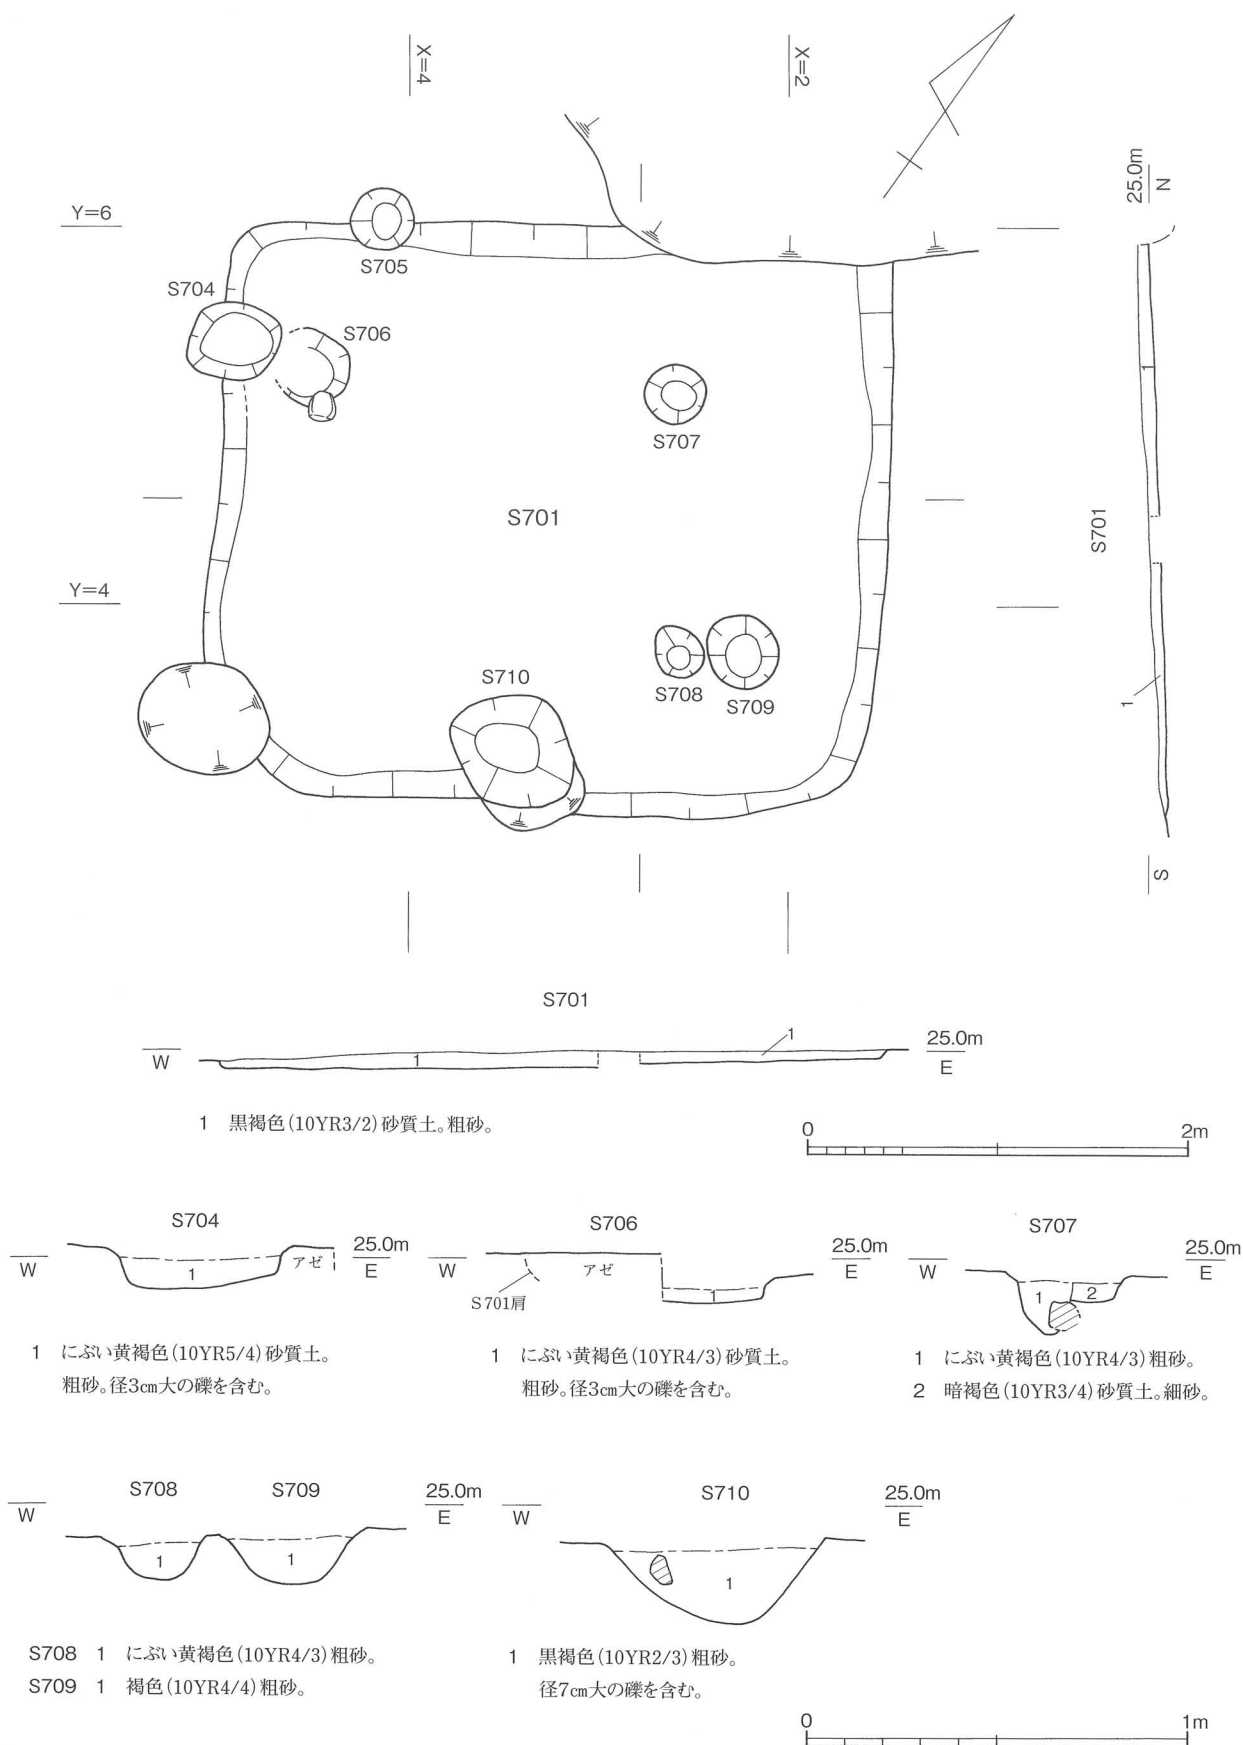 X=4
X=2
25.0m
N
Y=6
S705
S704
S706
1
S707
S701
S701
Y=4
S710
S708
S709
1
S
S701
1
W
1
25.0m
E
1 黒褐色(10YR3/2)砂質土。粗砂。
0 2m
S704
25.0m
W
1
アゼ
E
1 にぶい黄褐色(10YR5/4)砂質土。
粗砂。径3㎝大の礫を含む。
S706
25.0m
W
アゼ
E
S701肩
1
1 にぶい黄褐色(10YR4/3)砂質土。
粗砂。径3㎝大の礫を含む。
S707
25.0m
W
E
1
2
1 にぶい黄褐色(10YR4/3)粗砂。
2 暗褐色(10YR3/4)砂質土。細砂。
S708
S709
25.0m
W
E
1
1
S708 1 にぶい黄褐色(10YR4/3)粗砂。
S709 1 褐色(10YR4/4)粗砂。
S710
25.0m
W
E
1
1 黒褐色(10YR2/3)粗砂。
径7㎝大の礫を含む。
0 1m